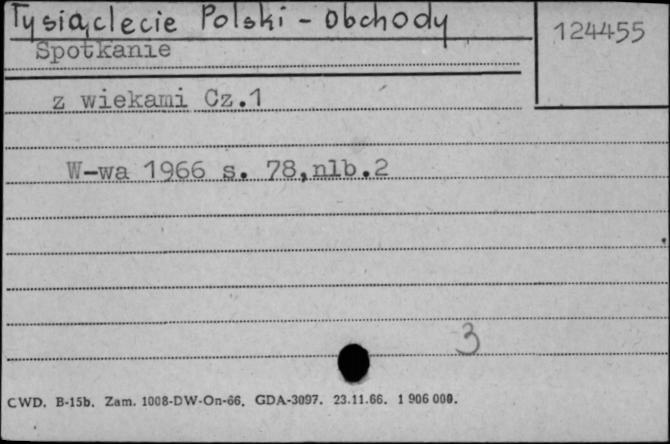 Tysiąclecie Polski - Obchody
124455
Spotkanie
z wiekami Cz.1
W-wa 1966 s. 78,nlb.2
3
CWD. B-15b. Zam. 1008-DW-On-66. GDA-3097. 23.11.66. 1 906 000.